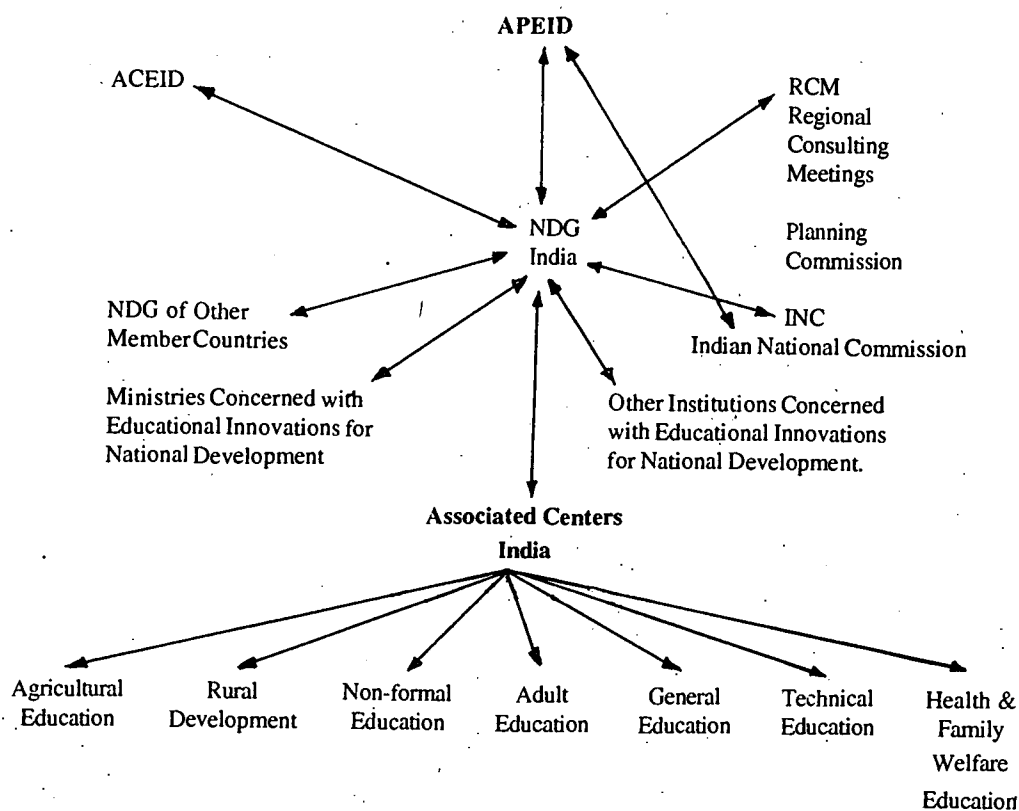 APEID
ACEID
RCM
Regional
Consulting
Meetings
NDG
India
Planning
Commission
NDG of Other
Member Countries
INC
Indian National Commission
Ministries Concerned with
Educational Innovations for
National Development
Other Institutions Concerned
with Educational Innovations
for National Development.
Associated Centers
India
Agricultural
Education
Rural
Development
Non-formal
Education
Adult
Education
General
Education
Technical
Education
Health &
Family
Welfare
Education